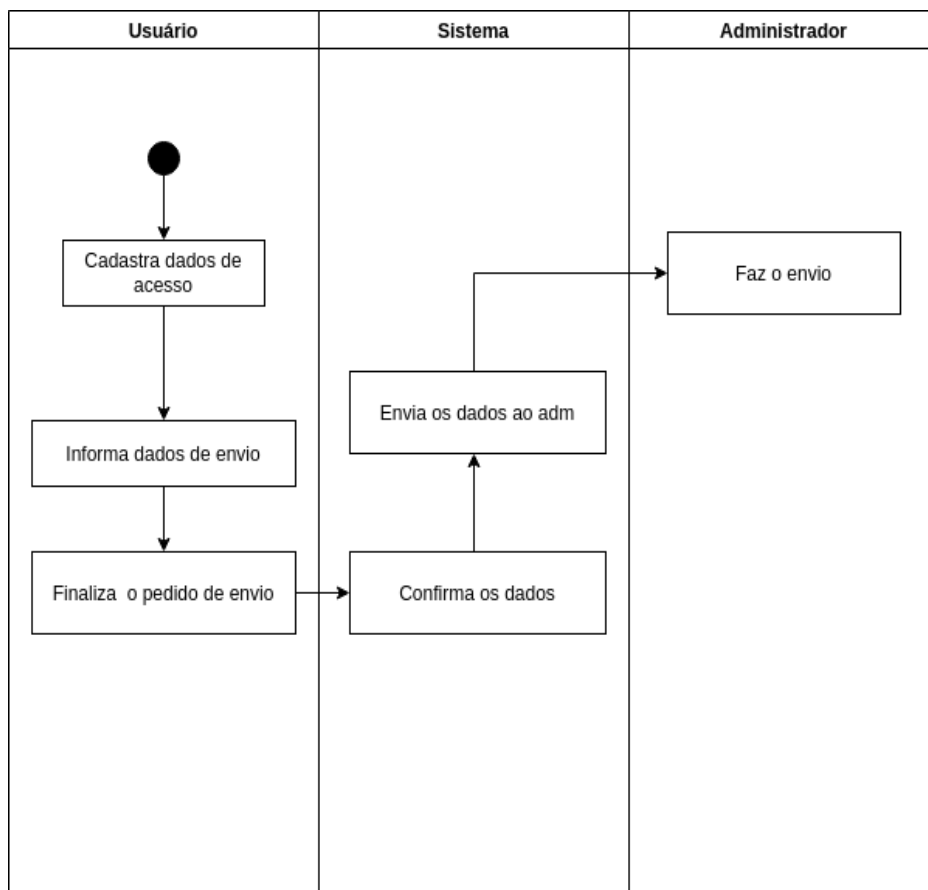 Usuário
Sistema
Administrador
Cadastra dados de
acesso
Informa dados de envio
Finaliza  o pedido de envio
Confirma os dados
Envia os dados ao adm
Faz o envio